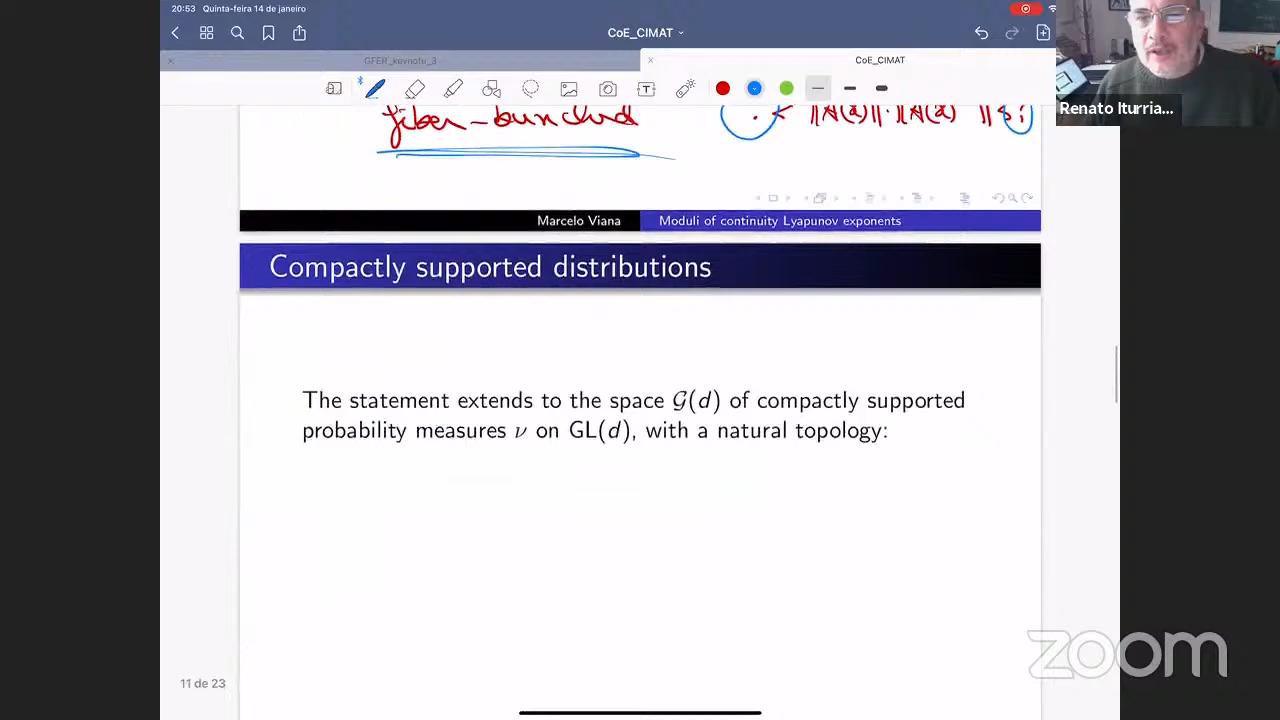 20:53 Quinta-feira 14 de janeiro
CoE_CIMAT
GFER_keynote_3
CoE_CIMAT
fiber-bunched
Renato Iturria...
Marcelo Viana
Moduli of continuity Lyapunov exponents
Compactly supported distributions
The statement extends to the space 𝒢(d) of compactly supported
probability measures ν on GL(d), with a natural topology:
11 de 23
zoom